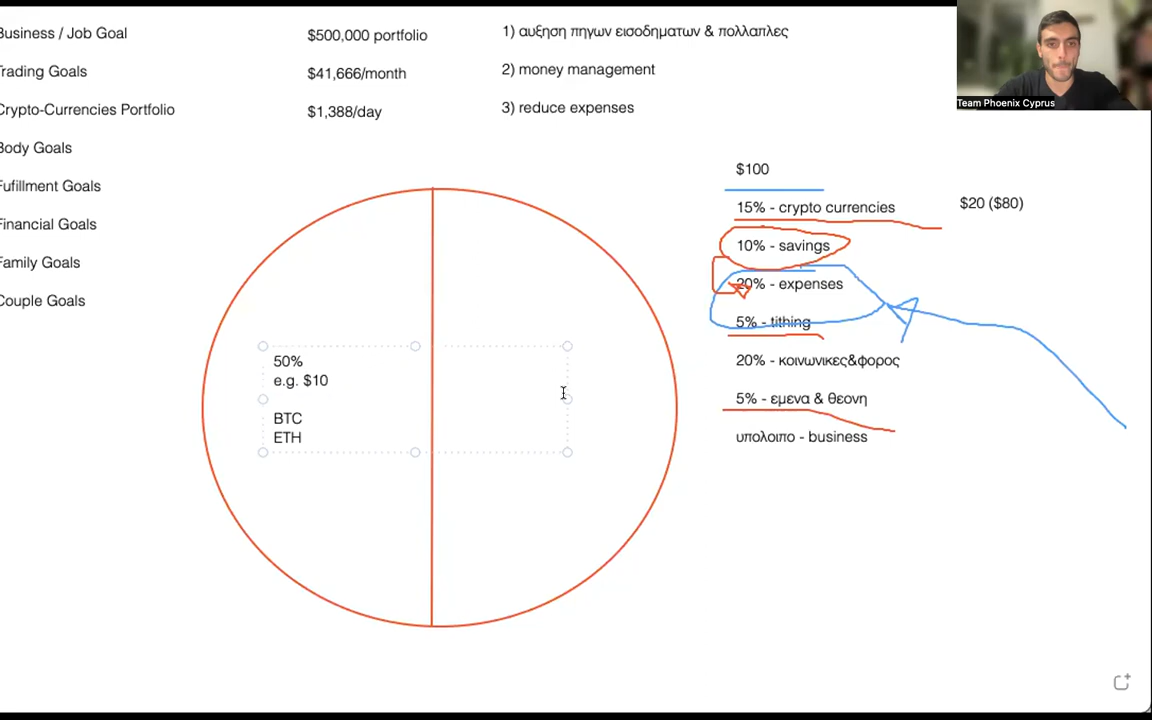 Business / Job Goal
Trading Goals
Crypto-Currencies Portfolio
Body Goals
Fufillment Goals
Financial Goals
Family Goals
Couple Goals
$500,000 portfolio
$41,666/month
$1,388/day
1) αυξηση πηγων εισοδηματων & πολλαπλες
2) money management
3) reduce expenses
Team Phoenix Cyprus
$100
15% - crypto currencies
$20 ($80)
10% - savings
20% - expenses
5% - tithing
20% - κοινωνικες&φορος
5% - εμενα & θεονη
υπολοιπο - business
50%
e.g. $10
BTC
ETH